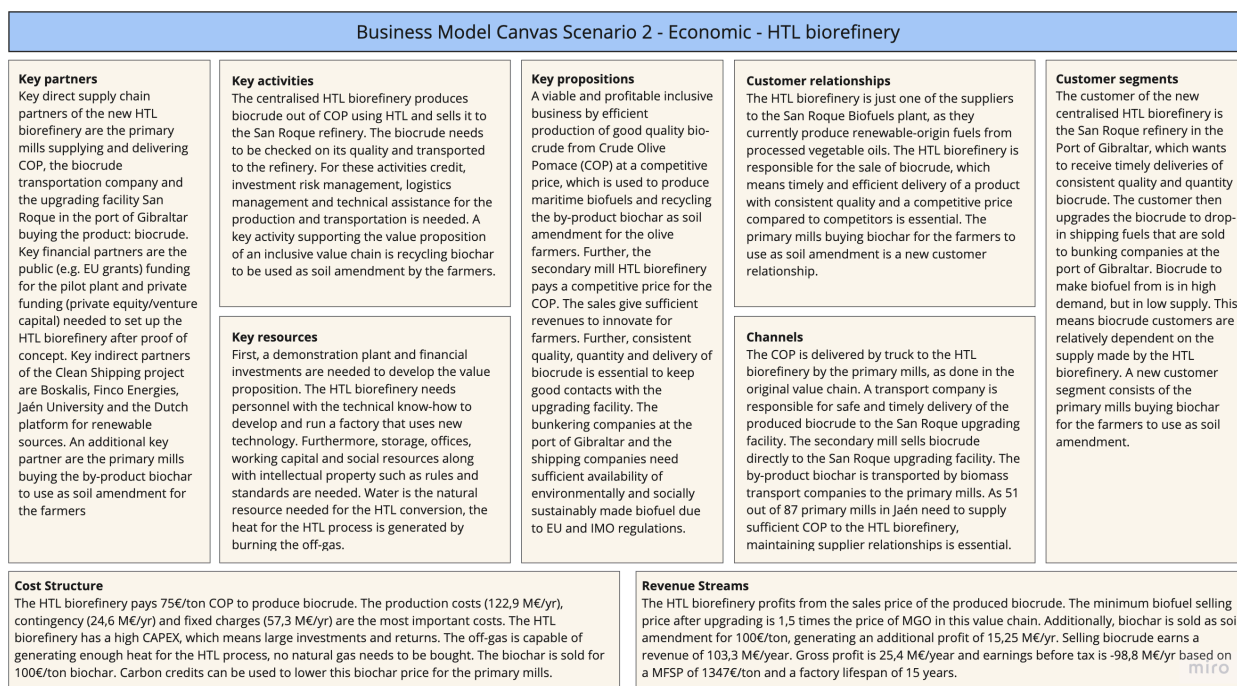 Business Model Canvas Scenario 2 - Economic - HTL biorefinery
Key partners
Key direct supply chain
partners of the new HTL
biorefinery are the primary
mills supplying and delivering
COP, the biocrude
transportation company and
the upgrading facility San
Roque in the port of Gibraltar
buying the product: biocrude.
Key financial partners are the
public (e.g. EU grants) funding
for the pilot plant and private
funding (private equity/venture
capital) needed to set up the
HTL biorefinery after proof of
concept. Key indirect partners
of the Clean Shipping project
are Boskalis, Finco Energies,
Jaén University and the Dutch
platform for renewable
sources. An additional key
partner are the primary mills
buying the by-product biochar
to use as soil amendment for
the farmers
Key activities
The centralised HTL biorefinery produces
biocrude out of COP using HTL and sells it to
the San Roque refinery. The biocrude needs
to be checked on its quality and transported
to the refinery. For these activities credit,
investment risk management, logistics
management and technical assistance for the
production and transportation is needed. A
key activity supporting the value proposition
of an inclusive value chain is recycling biochar
to be used as soil amendment by the farmers.
Key resources
First, a demonstration plant and financial
investments are needed to develop the value
proposition. The HTL biorefinery needs
personnel with the technical know-how to
develop and run a factory that uses new
technology. Furthermore, storage, offices,
working capital and social resources along
with intellectual property such as rules and
standards are needed. Water is the natural
resource needed for the HTL conversion, the
heat for the HTL process is generated by
burning the off-gas.
Key propositions
A viable and profitable inclusive
business by efficient
production of good quality bio-
crude from Crude Olive
Pomace (COP) at a competitive
price, which is used to produce
maritime biofuels and recycling
the by-product biochar as soil
amendment for the olive
farmers. Further, the
secondary mill HTL biorefinery
pays a competitive price for the
COP. The sales give sufficient
revenues to innovate for
farmers. Further, consistent
quality, quantity and delivery of
biocrude is essential to keep
good contacts with the
upgrading facility. The
bunkering companies at the
port of Gibraltar and the
shipping companies need
sufficient availability of
environmentally and socially
sustainably made biofuel due
to EU and IMO regulations.
Customer relationships
The HTL biorefinery is just one of the suppliers
to the San Roque Biofuels plant, as they
currently produce renewable-origin fuels from
processed vegetable oils. The HTL biorefinery is
responsible for the sale of biocrude, which
means timely and efficient delivery of a product
with consistent quality and a competitive price
compared to competitors is essential. The
primary mills buying biochar for the farmers to
use as soil amendment is a new customer
relationship.
Channels
The COP is delivered by truck to the HTL
biorefinery by the primary mills, as done in the
original value chain. A transport company is
responsible for safe and timely delivery of the
produced biocrude to the San Roque upgrading
facility. The secondary mill sells biocrude
directly to the San Roque upgrading facility. The
by-product biochar is transported by biomass
transport companies to the primary mills. As 51
out of 87 primary mills in Jaén need to supply
sufficient COP to the HTL biorefinery,
maintaining supplier relationships is essential.
Customer segments
The customer of the new
centralised HTL biorefinery is
the San Roque refinery in the
Port of Gibraltar, which wants
to receive timely deliveries of
consistent quality and quantity
biocrude. The customer then
upgrades the biocrude to drop-
in shipping fuels that are sold
to bunking companies at the
port of Gibraltar. Biocrude to
make biofuel from is in high
demand, but in low supply. This
means biocrude customers are
relatively dependent on the
supply made by the HTL
biorefinery. A new customer
segment consists of the
primary mills buying biochar
for the farmers to use as soil
amendment.
Cost Structure
The HTL biorefinery pays 75€/ton COP to produce biocrude. The production costs (122,9 M€/yr),
contingency (24,6 M€/yr) and fixed charges (57,3 M€/yr) are the most important costs. The HTL
biorefinery has a high CAPEX, which means large investments and returns. The off-gas is capable of
generating enough heat for the HTL process, no natural gas needs to be bought. The biochar is sold for
100€/ton biochar. Carbon credits can be used to lower this biochar price for the primary mills.
Revenue Streams
The HTL biorefinery profits from the sales price of the produced biocrude. The minimum biofuel selling
price after upgrading is 1,5 times the price of MGO in this value chain. Additionally, biochar is sold as soi
amendment for 100€/ton, generating an additional profit of 15,25 M€/yr. Selling biocrude earns a
revenue of 103,3 M€/year. Gross profit is 25,4 M€/year and earnings before tax is -98,8 M€/yr based on
a MFSP of 1347€/ton and a factory lifespan of 15 years.
miro